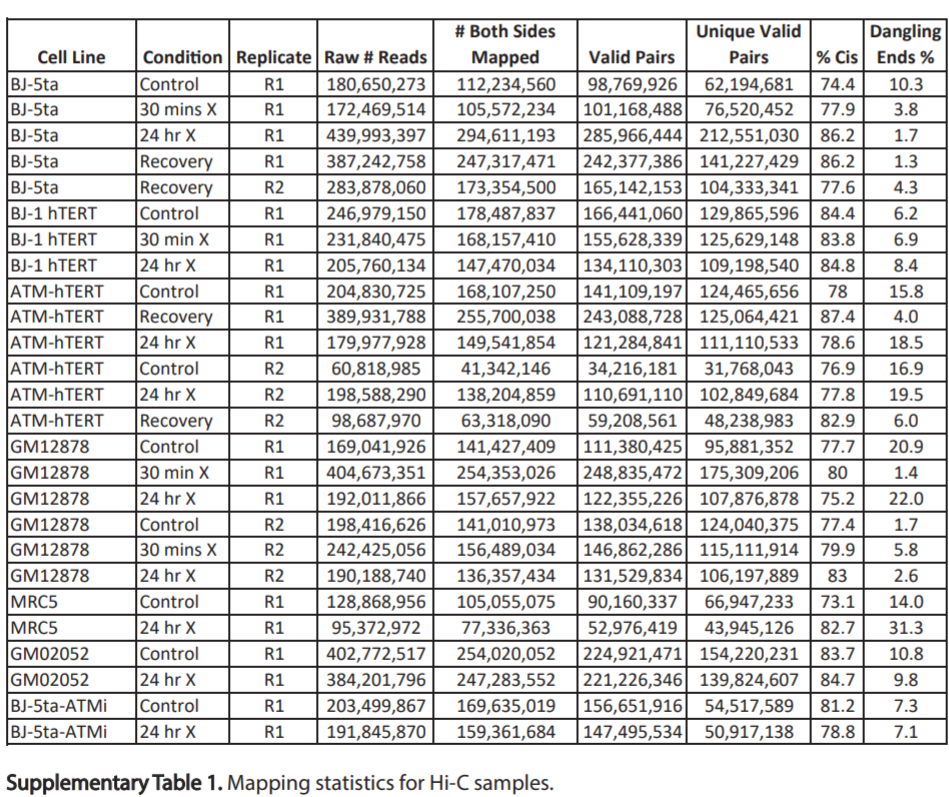 # Both Sides Unique Valid Dangling
Cell Line Condition Replicate Raw # Reads Mapped Valid Pairs Pairs % Cis Ends %
BJ-5ta Control R1 180,650,273 112,234,560 98,769,926 62,194,681 74.4 10.3
BJ-5ta 30 mins X R1 172,469,514 105,572,234 101,168,488 76,520,452 77.9 3.8
BJ-5ta 24 hr X R1 439,993,397 294,611,193 285,966,444 212,551,030 86.2 1.7
BJ-5ta Recovery R1 387,242,758 247,317,471 242,377,386 141,227,429 86.2 1.3
BJ-5ta Recovery R2 283,878,060 173,354,500 165,142,153 104,333,341 77.6 4.3
BJ-1 hTERT Control R1 246,979,150 178,487,837 166,441,060 129,865,596 84.4 6.2
BJ-1 hTERT 30 min X R1 231,840,475 168,157,410 155,628,339 125,629,148 83.8 6.9
BJ-1 hTERT 24 hr X R1 205,760,134 147,470,034 134,110,303 109,198,540 84.8 8.4
ATM-hTERT Control R1 204,830,725 168,107,250 141,109,197 124,465,656 78 15.8
ATM-hTERT Recovery R1 389,931,788 255,700,038 243,088,728 125,064,421 87.4 4.0
ATM-hTERT 24 hr X R1 179,977,928 149,541,854 121,284,841 111,110,533 78.6 18.5
ATM-hTERT Control R2 60,818,985 41,342,146 34,216,181 31,768,043 76.9 16.9
ATM-hTERT 24 hr X R2 198,588,290 138,204,859 110,691,110 102,849,684 77.8 19.5
ATM-hTERT Recovery R2 98,687,970 63,318,090 59,208,561 48,238,983 82.9 6.0
GM12878 Control R1 169,041,926 141,427,409 111,380,425 95,881,352 77.7 20.9
GM12878 30 min X R1 404,673,351 254,353,026 248,835,472 175,309,206 80 1.4
GM12878 24 hr X R1 192,011,866 157,657,922 122,355,226 107,876,878 75.2 22.0
GM12878 Control R2 198,416,626 141,010,973 138,034,618 124,040,375 77.4 1.7
GM12878 30 mins X R2 242,425,056 156,489,034 146,862,286 115,111,914 79.9 5.8
GM12878 24 hr X R2 190,188,740 136,357,434 131,529,834 106,197,889 83 2.6
MRC5 Control R1 128,868,956 105,055,075 90,160,337 66,947,233 73.1 14.0
MRC5 24 hr X R1 95,372,972 77,336,363 52,976,419 43,945,126 82.7 31.3
GM02052 Control R1 402,772,517 254,020,052 224,921,471 154,220,231 83.7 10.8
GM02052 24 hr X R1 384,201,796 247,283,552 221,226,346 139,824,607 84.7 9.8
BJ-5ta-ATMi Control R1 203,499,867 169,635,019 156,651,916 54,517,589 81.2 7.3
BJ-5ta-ATMi 24 hr X R1 191,845,870 159,361,684 147,495,534 50,917,138 78.8 7.1
Supplementary Table 1. Mapping statistics for Hi-C samples.